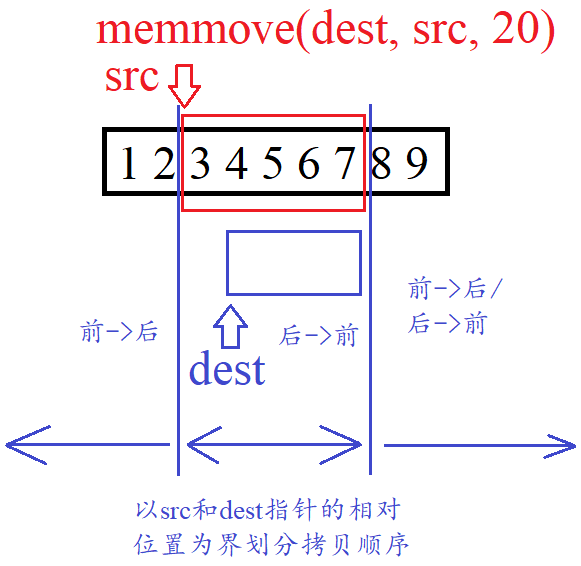 memmove(dest, src, 20)
src
1 2 3 4 5 6 7 8 9
前->后
dest
后->前
前->后/
后->前
以src和dest指针的相对
位置为界划分拷贝顺序